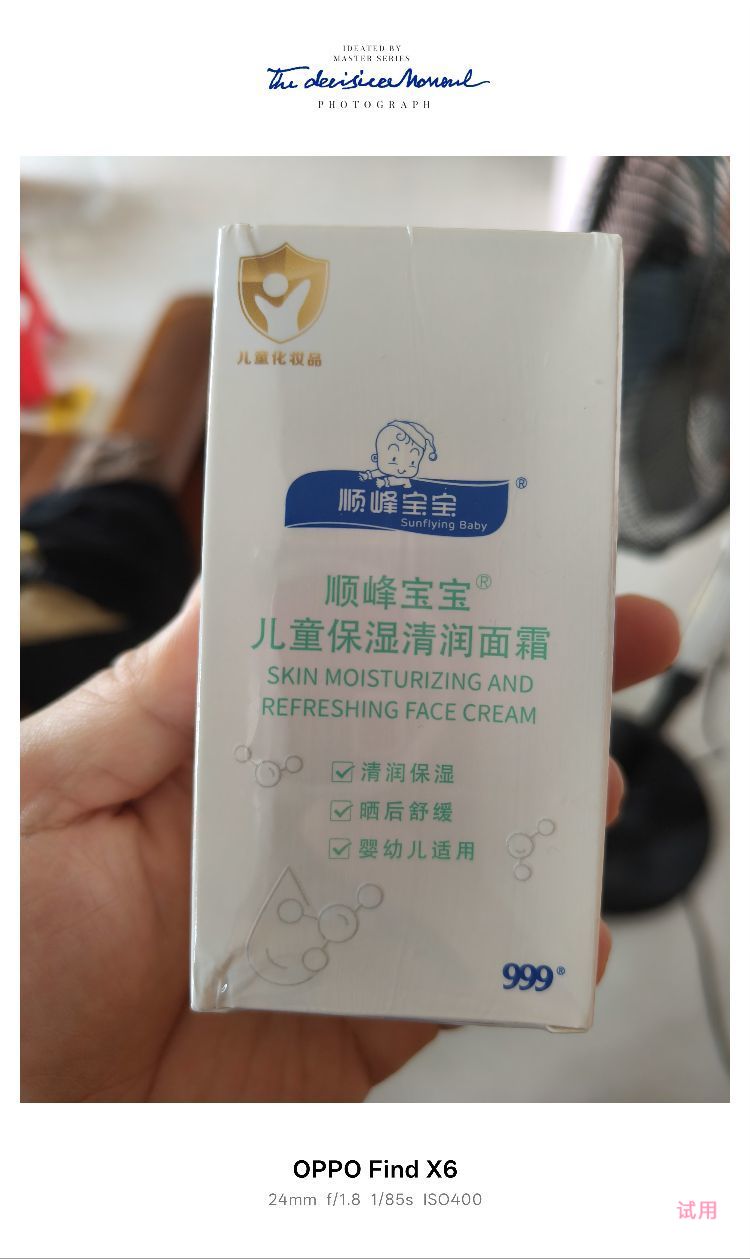 IDEATED BY
MASTER SERIES
The decisive Moment
PHOTOGRAPH
儿童化妆品
顺峰宝宝®
Sunflying Baby
顺峰宝宝®
儿童保湿清润面霜
SKIN MOISTURIZING AND
REFRESHING FACE CREAM
清润保湿
晒后舒缓
婴幼儿适用
999®
OPPO Find X6
24mm f/1.8 1/85s ISO400
试用